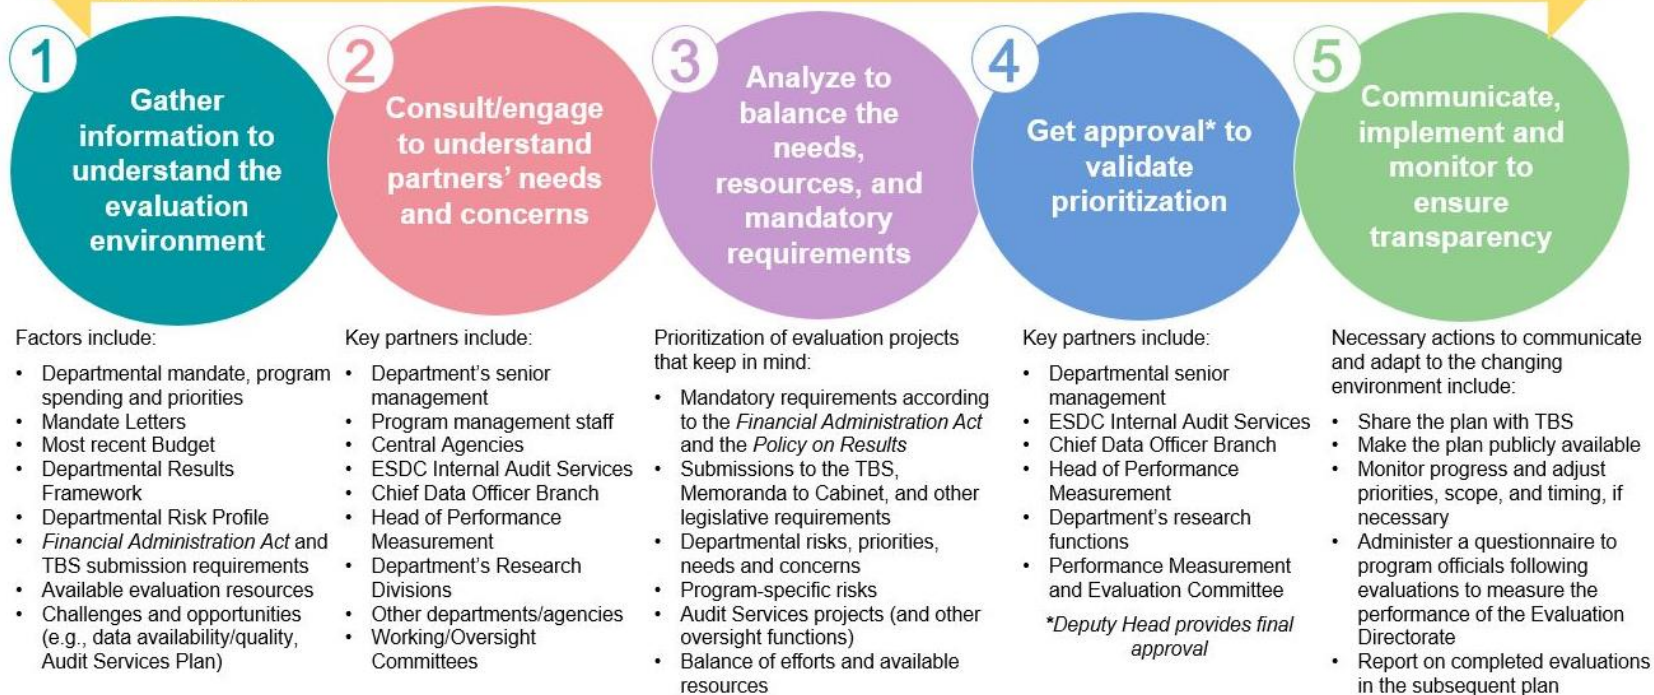 1
Gather
information to
understand the
evaluation
environment
Factors include:
• Departmental mandate, program
spending and priorities
• Mandate Letters
• Most recent Budget
• Departmental Results
Framework
• Departmental Risk Profile
• Financial Administration Act and
TBS submission requirements
• Available evaluation resources
• Challenges and opportunities
(e.g., data availability/quality,
Audit Services Plan)
2
Consult/engage
to understand
partners’ needs
and concerns
Key partners include:
• Department’s senior
management
• Program management staff
• Central Agencies
• ESDC Internal Audit Services
• Chief Data Officer Branch
• Head of Performance
Measurement
• Department’s Research
Divisions
• Other departments/agencies
• Working/Oversight
Committees
3
Analyze to
balance the
needs,
resources, and
mandatory
requirements
Prioritization of evaluation projects
that keep in mind:
• Mandatory requirements according
to the Financial Administration Act
and the Policy on Results
• Submissions to the TBS,
Memoranda to Cabinet, and other
legislative requirements
• Departmental risks, priorities,
needs and concerns
• Program-specific risks
• Audit Services projects (and other
oversight functions)
• Balance of efforts and available
resources
4
Get approval* to
validate
prioritization
Key partners include:
• Departmental senior
management
• ESDC Internal Audit Services
• Chief Data Officer Branch
• Head of Performance
Measurement
• Department’s research
functions
• Performance Measurement
and Evaluation Committee
*Deputy Head provides final
approval
5
Communicate,
implement and
monitor to
ensure
transparency
Necessary actions to communicate
and adapt to the changing
environment include:
• Share the plan with TBS
• Make the plan publicly available
• Monitor progress and adjust
priorities, scope, and timing, if
necessary
• Administer a questionnaire to
program officials following
evaluations to measure the
performance of the Evaluation
Directorate
• Report on completed evaluations
in the subsequent plan